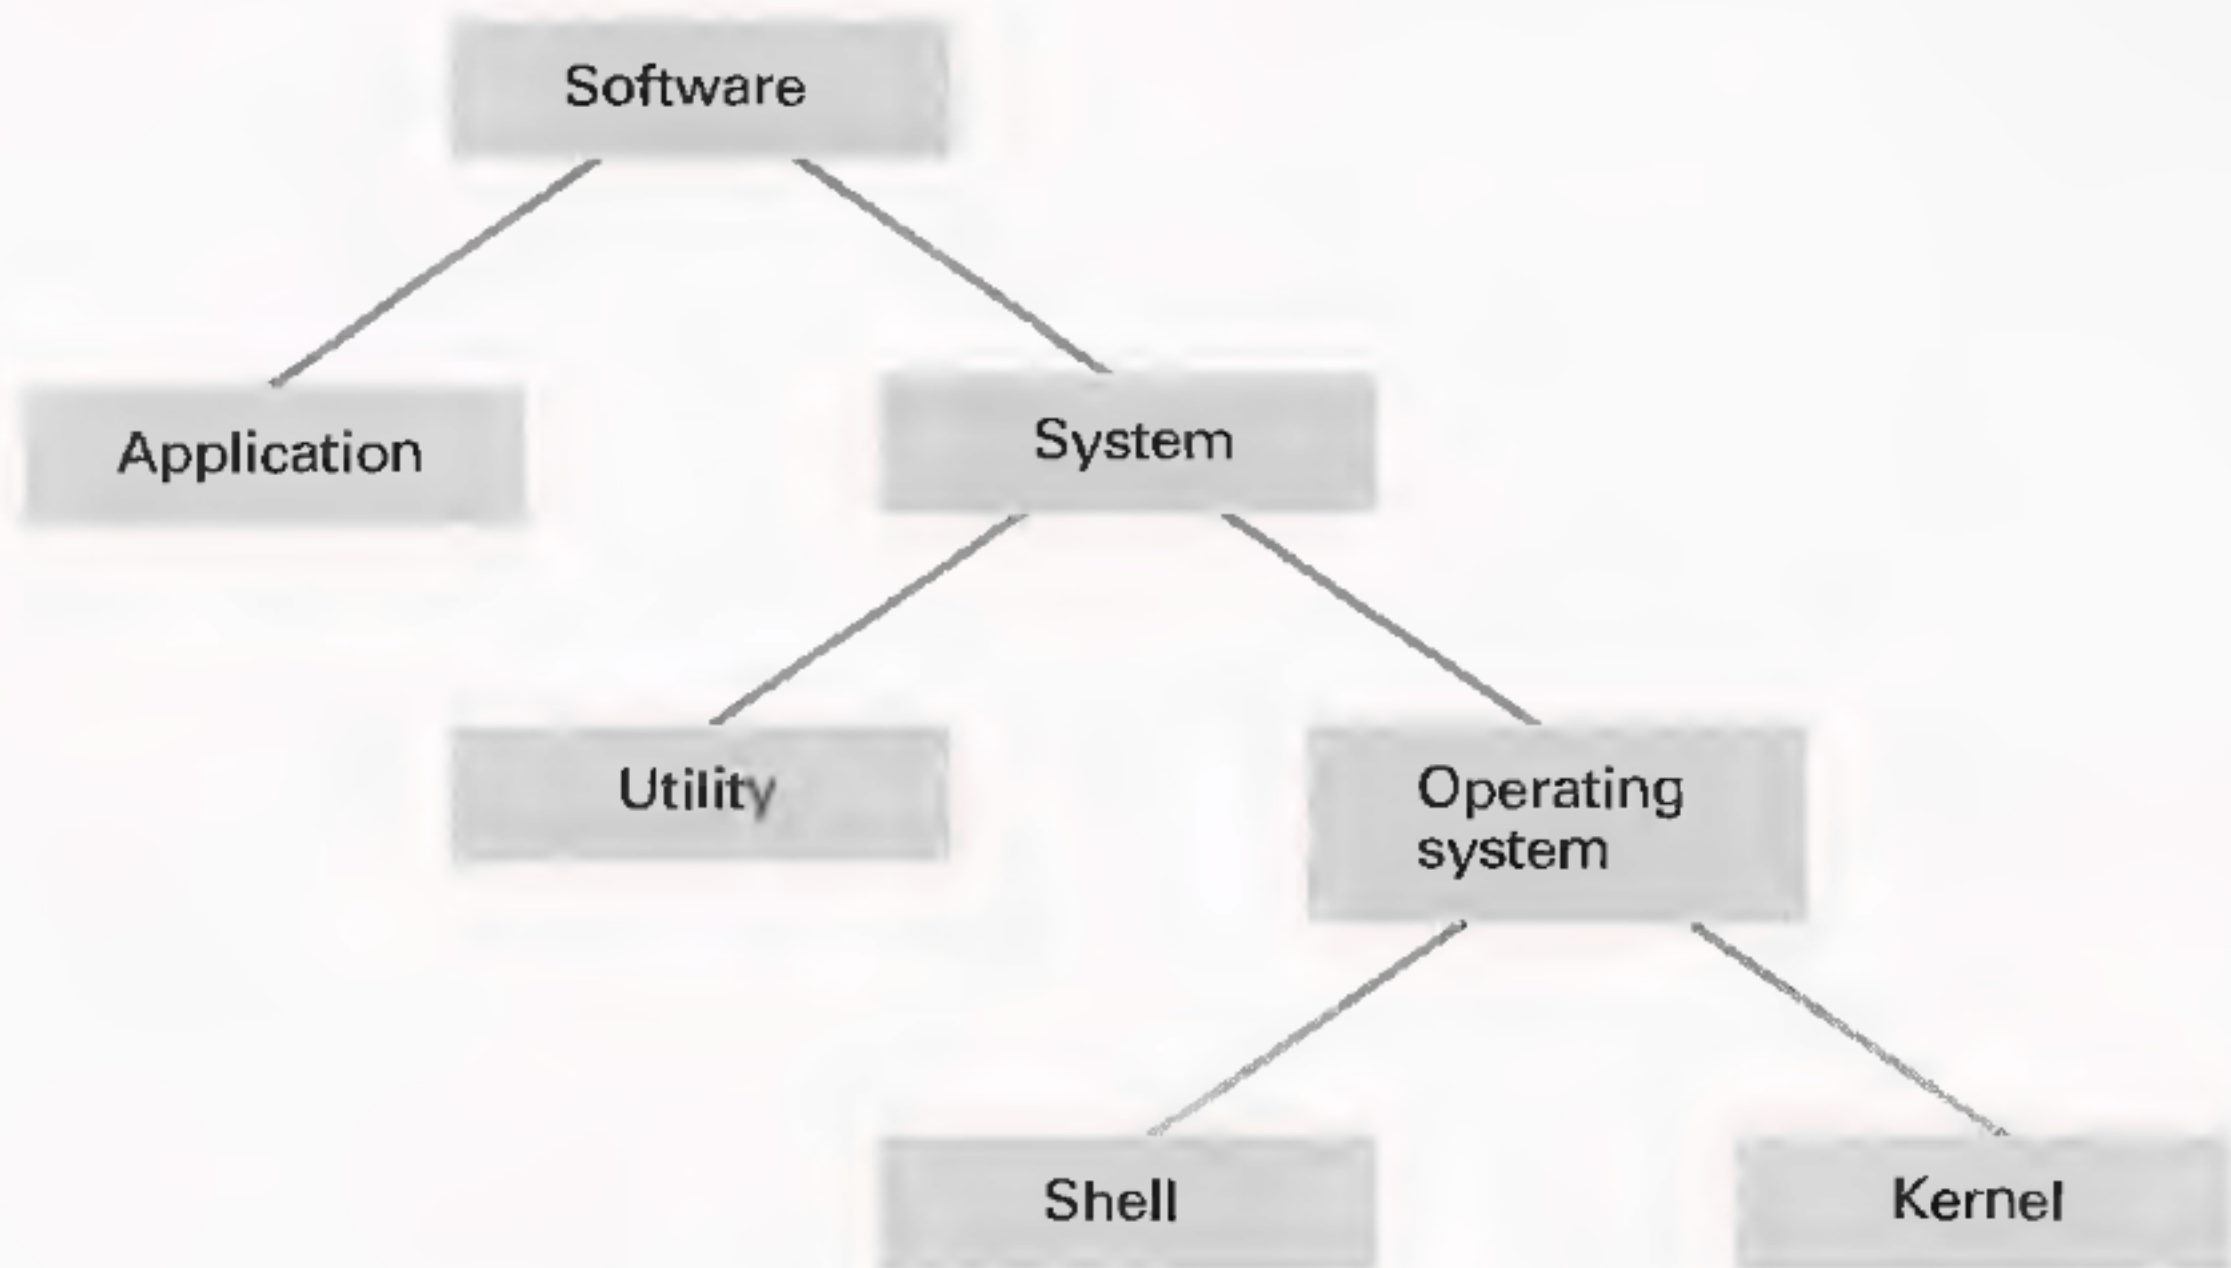 Software
Application
System
Utility
Operating
system
Shell
Kernel